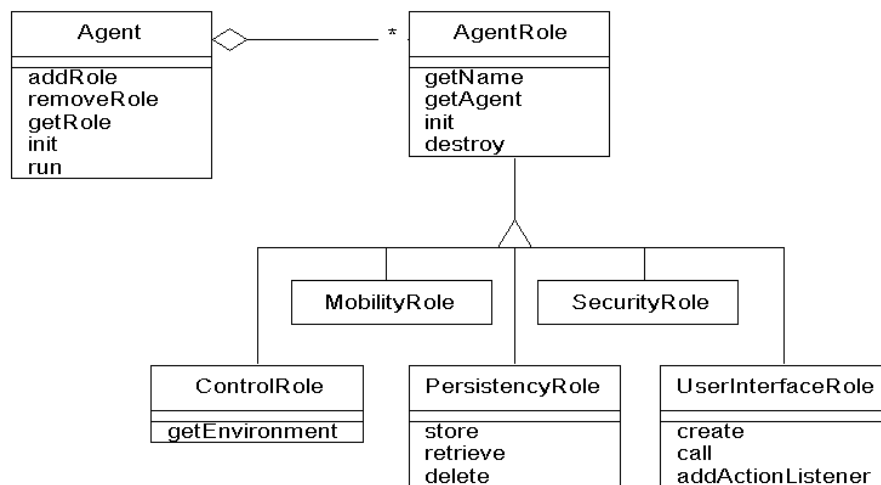 Agent
addRole
removeRole
getRole
init
run
*
AgentRole
getName
getAgent
init
destroy
MobilityRole
SecurityRole
ControlRole
getEnvironment
PersistencyRole
store
retrieve
delete
UserInterfaceRole
create
call
addActionListener